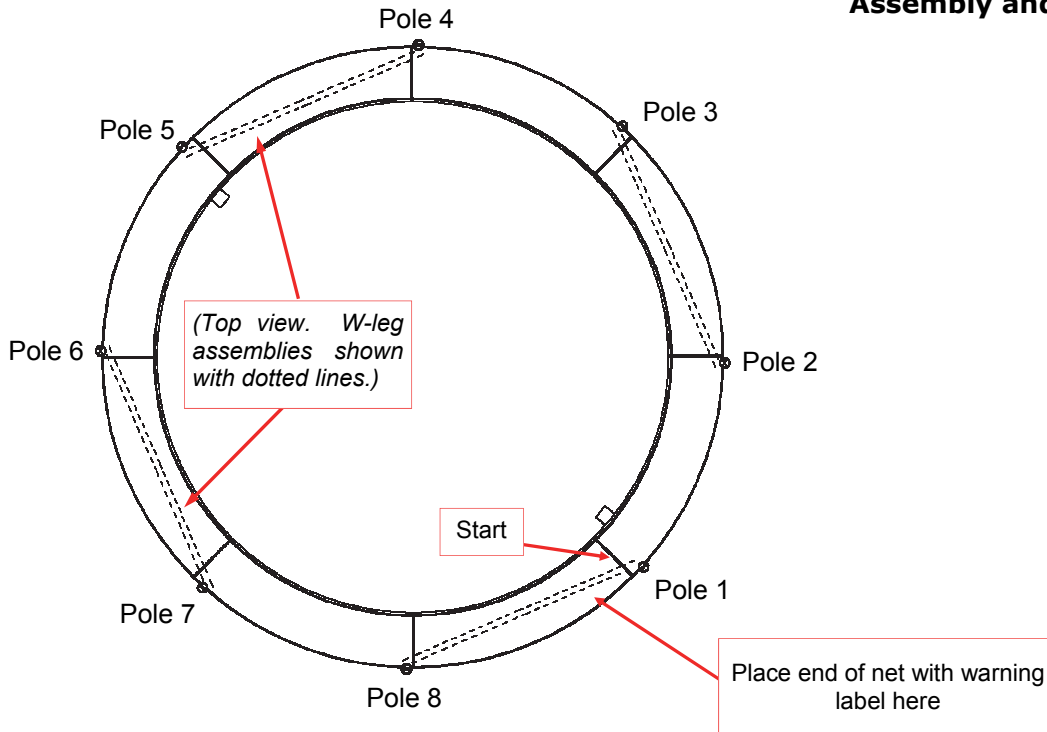 Assembly and
Pole 4
Pole 3
Pole 5
(Top view. W-leg
assemblies shown
with dotted lines.)
Pole 6
Pole 2
Start
Pole 1
Pole 7
Place end of net with warning
label here
Pole 8